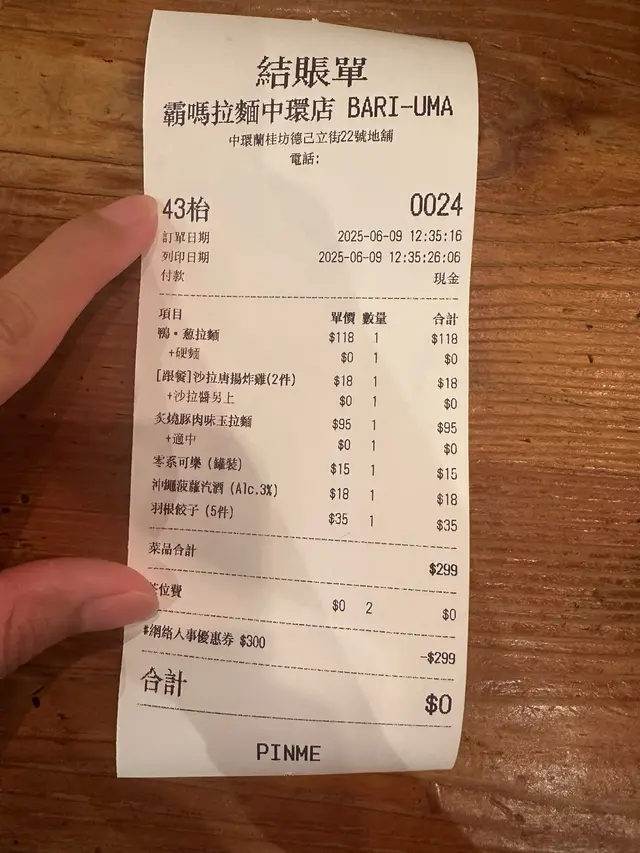 結賬單
霸嗎拉麵中環店 BARI-UMA
中環蘭桂坊德己立街22號地舖
電話:
43枱 0024
訂單日期 2025-06-09 12:35:16
列印日期 2025-06-09 12:35:26:06
付款 現金
項目 單價 數量 合計
鴨・葱拉麵 $118 1 $118
+硬麵 $0 1 $0
[跟餐]沙拉唐揚炸雞(2件) $18 1 $18
+沙拉醬另上 $0 1 $0
炙燒豚肉味玉拉麵 $95 1 $95
+適中 $0 1 $0
零系可樂 (罐裝) $15 1 $15
沖繩菠蘿汽酒 (Alc.3%) $18 1 $18
羽根餃子 (5件) $35 1 $35
菜品合計 $299
位費 $0 2 $0
#網絡人事優惠券 $300 -$299
合計 $0
PINME